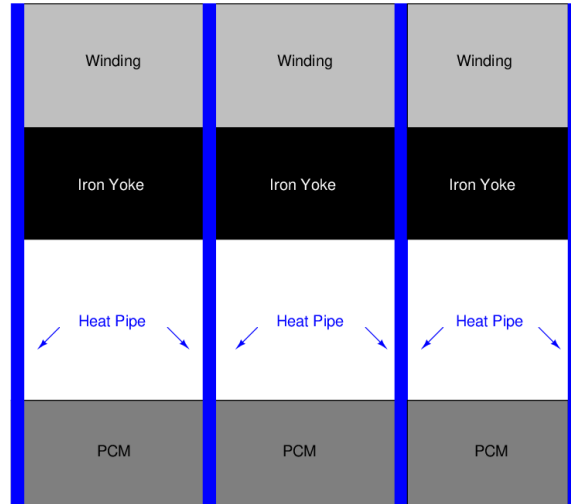 Winding Winding Winding
Iron Yoke Iron Yoke Iron Yoke
Heat Pipe Heat Pipe Heat Pipe
PCM PCM PCM